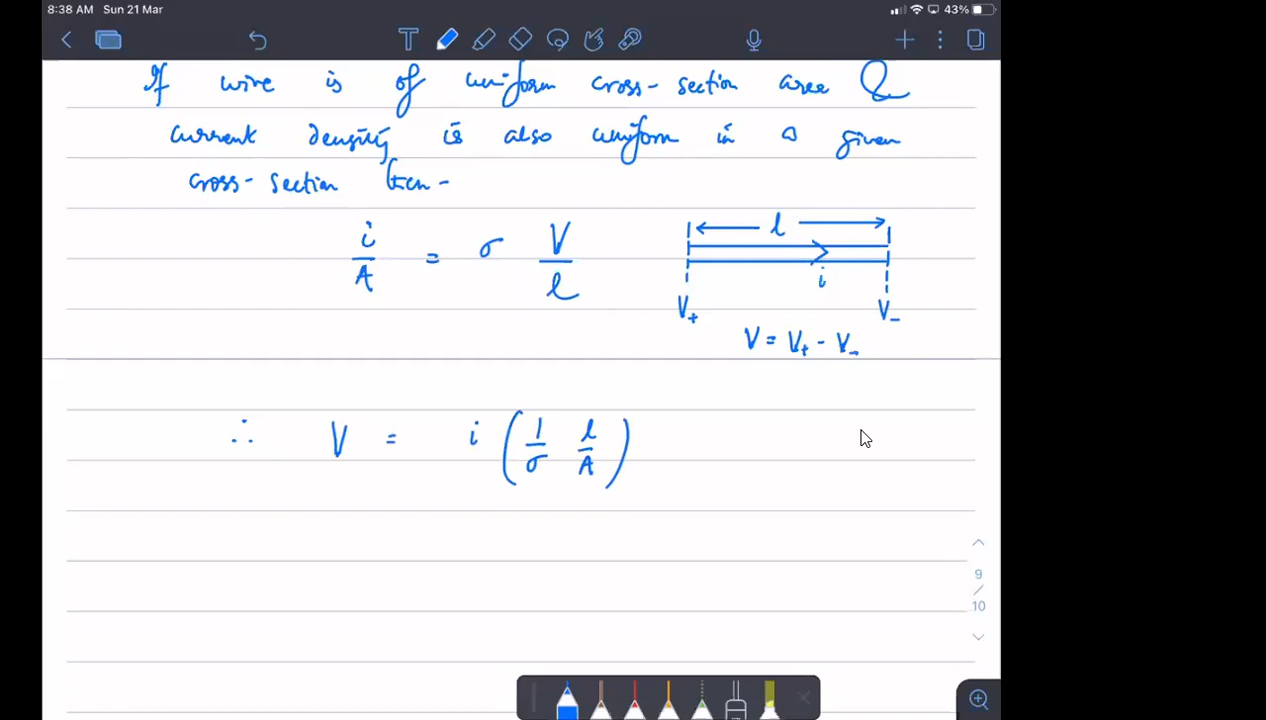 8:38 AM Sun 21 Mar 43%
If wire is of uniform cross-section area &
current density is also uniform in a given
cross-section then-
i/A = σ V/l
l
i
V+ V-
V = V+ - V-
∴ V = i (1/σ l/A)
9
/
10